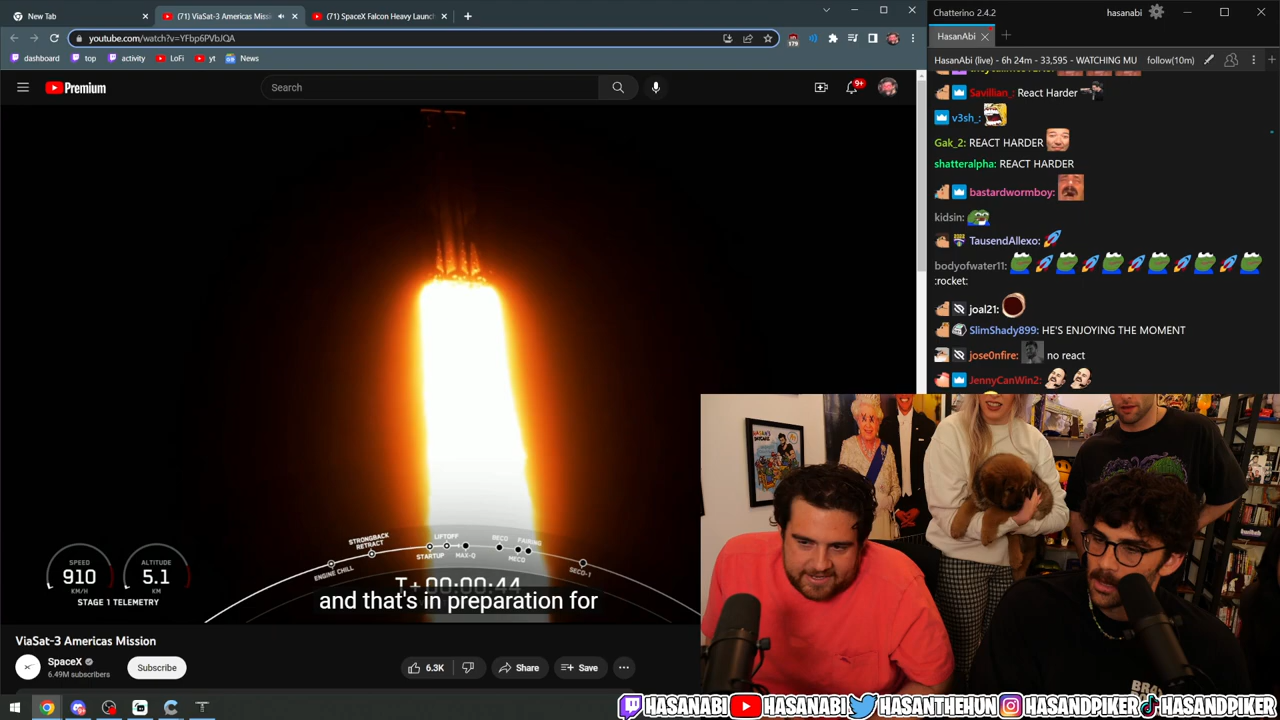 New Tab
(71) ViaSat-3 Americas Missi
(71) SpaceX Falcon Heavy Launc
youtube.com/watch?v=YFbp6PVbJQA
179
dashboard
top
activity
LoFi
yt
News
Premium
Search
9+
SPEED
910
KM/H
ALTITUDE
5.1
KM
STAGE 1 TELEMETRY
ENGINE CHILL
STRONGBACK RETRACT
STARTUP
LIFTOFF
MAX-Q
BECO
MECO
FAIRING
SECO-1
T+00:00:44
and that's in preparation for
ViaSat-3 Americas Mission
SpaceX
6.49M subscribers
Subscribe
6.3K
Share
Save
Chatterino 2.4.2
hasanabi
HasanAbi
HasanAbi (live) - 6h 24m - 33,595 - WATCHING MU
follow(10m)
Savillian_: React Harder
v3sh_:
Gak_2: REACT HARDER
shatteralpha: REACT HARDER
bastardwormboy:
kidsin:
TausendAllexo:
bodyofwater11:
:rocket:
joal21:
SlimShady899: HE'S ENJOYING THE MOMENT
jose0nfire: no react
JennyCanWin2:
HASANABI
HASANABI
HASANTHEHUN
HASANDPIKER
HASANDPIKER